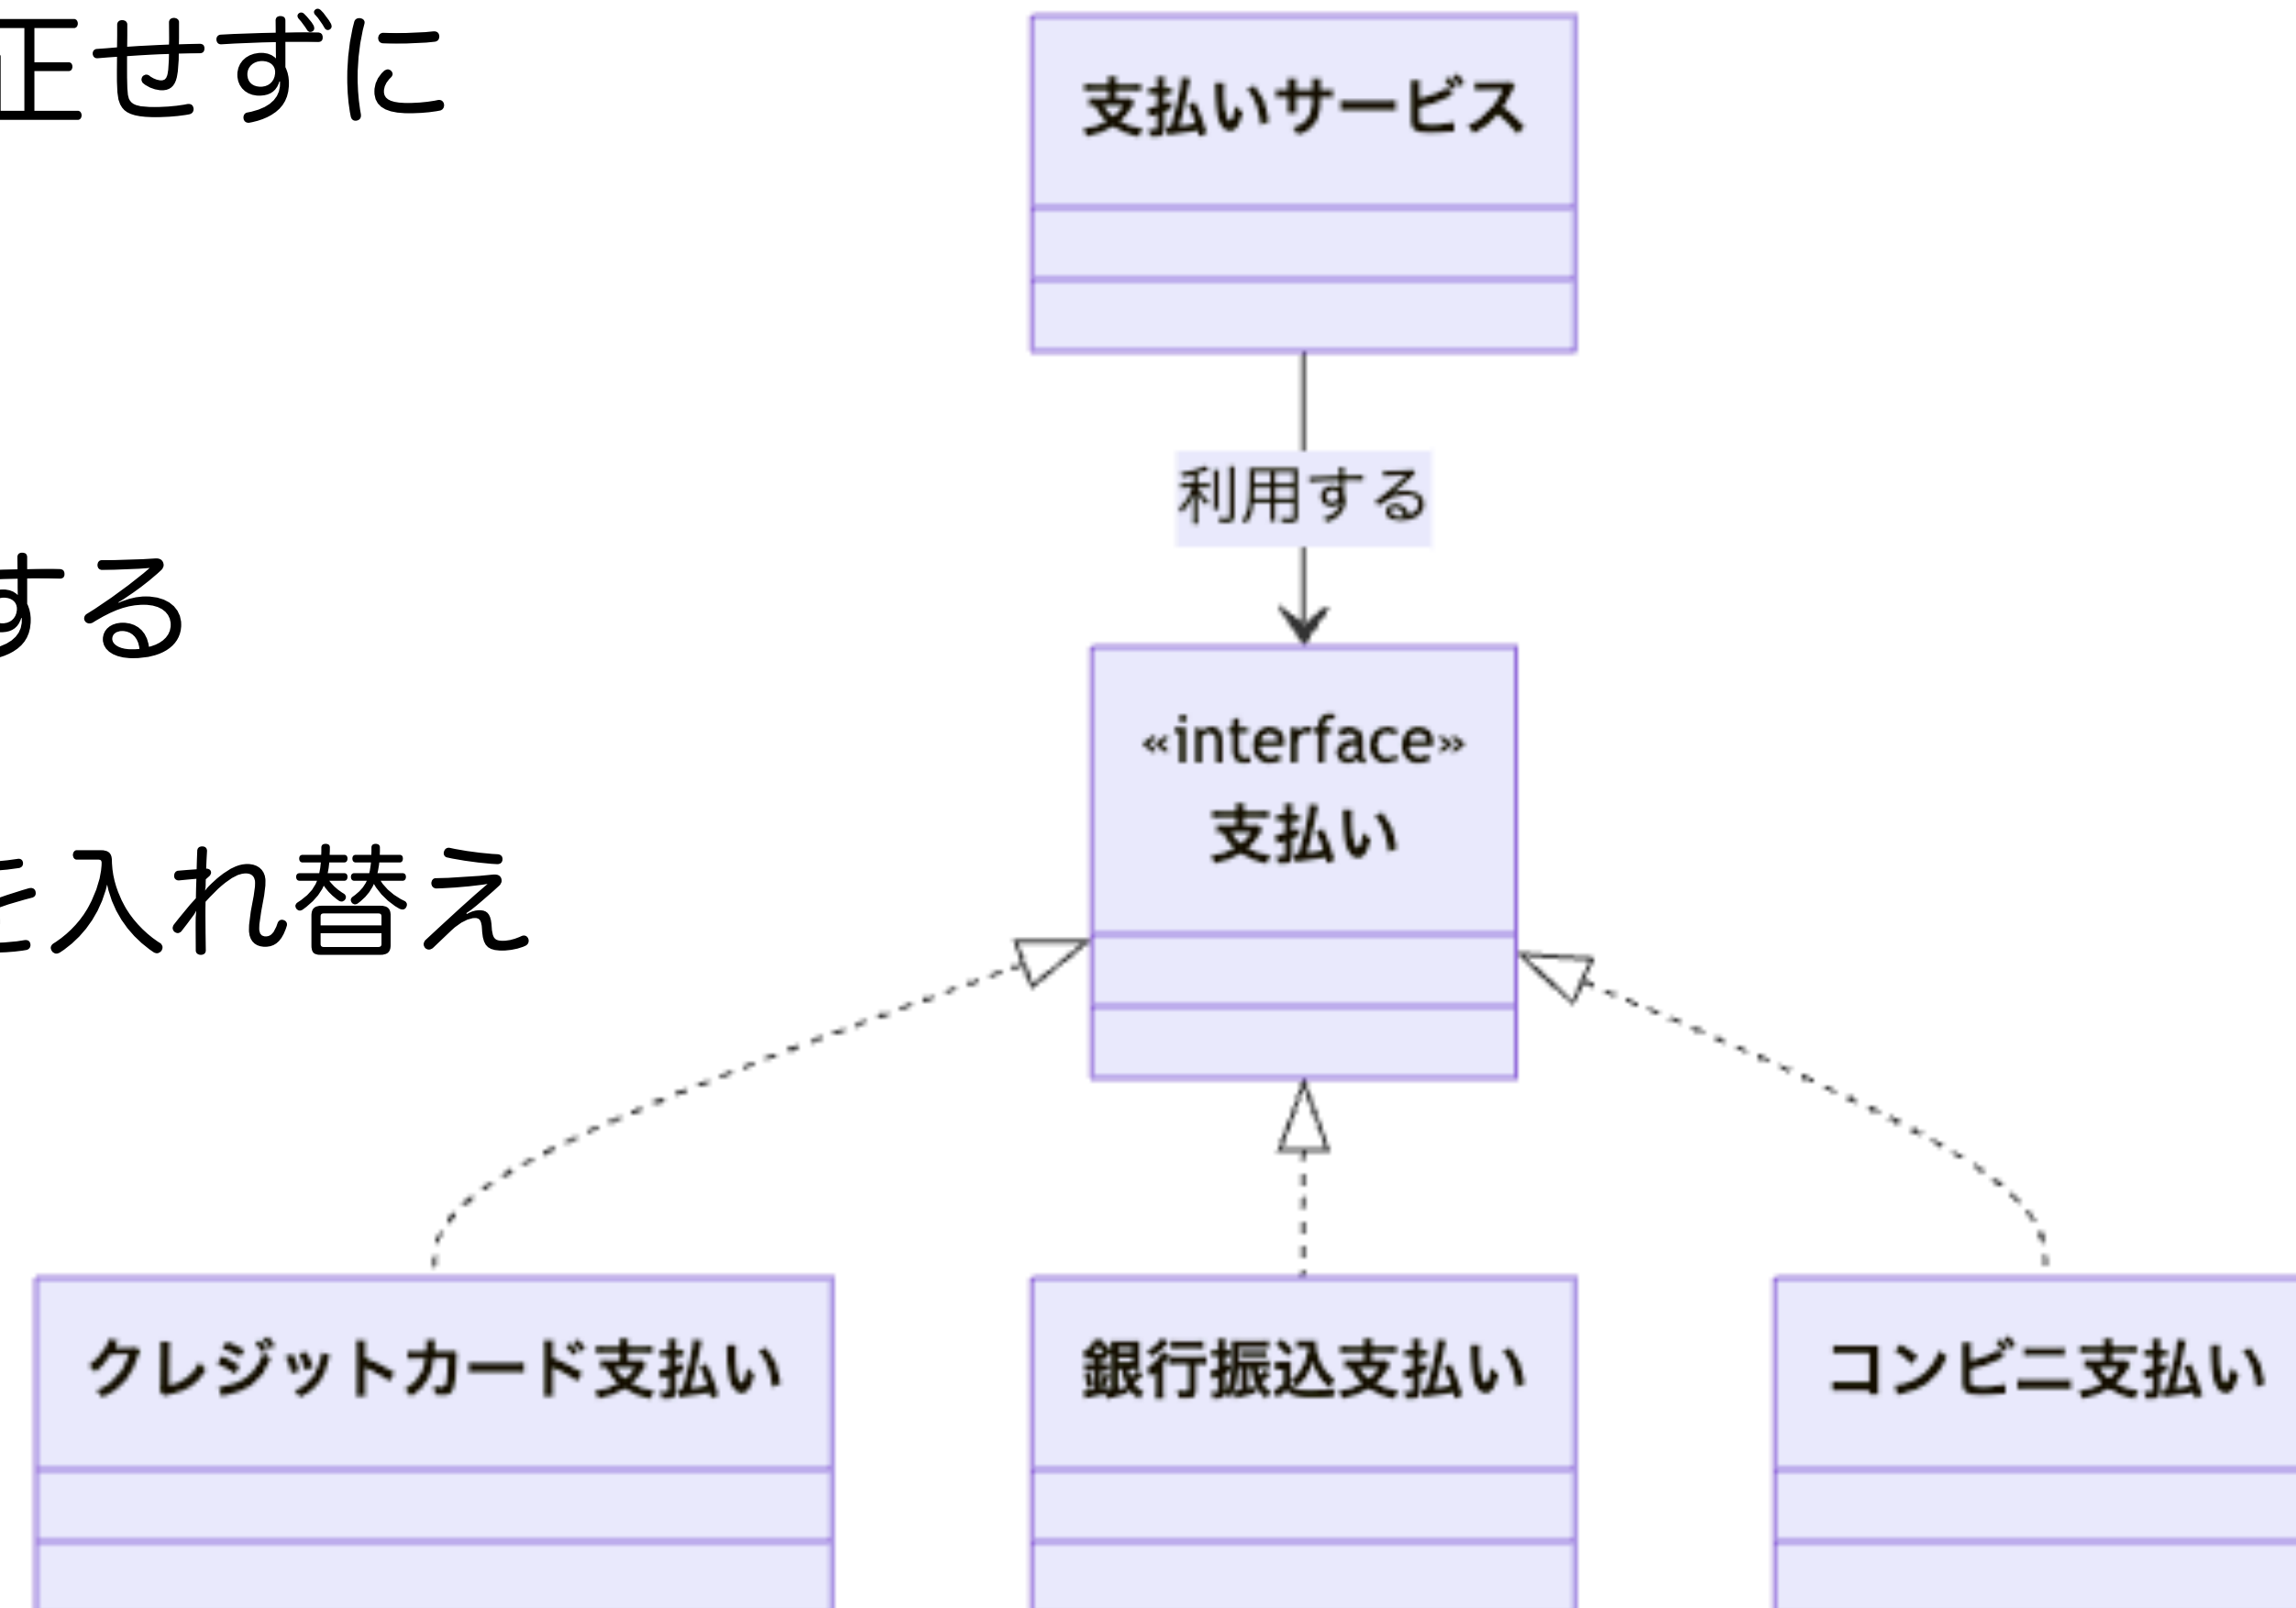 正せずに
する
を入れ替え
支払いサービス
利用する
«interface»
支払い
クレジットカード支払い
銀行振込支払い
コンビニ支払い